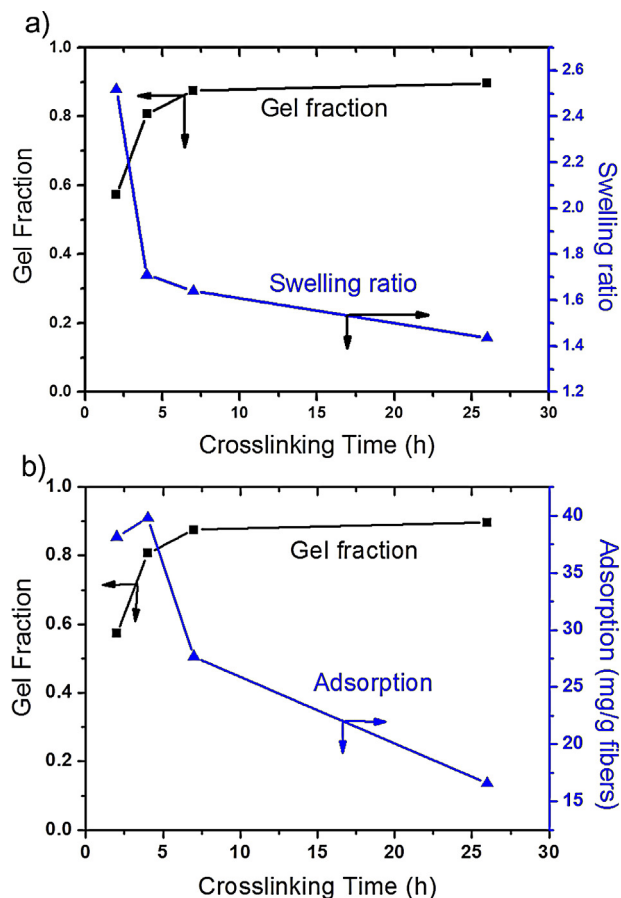 a)
1.0
0.8
0.6
0.4
0.2
0.0
Gel Fraction
Gel fraction
Swelling ratio
2.6
2.4
2.2
2.0
1.8
1.6
1.4
1.2
Swelling ratio
0 5 10 15 20 25 30
Crosslinking Time (h)
b)
1.0
0.8
0.6
0.4
0.2
0.0
Gel Fraction
Gel fraction
Adsorption
40
35
30
25
20
15
Adsorption (mg/g fibers)
0 5 10 15 20 25 30
Crosslinking Time (h)